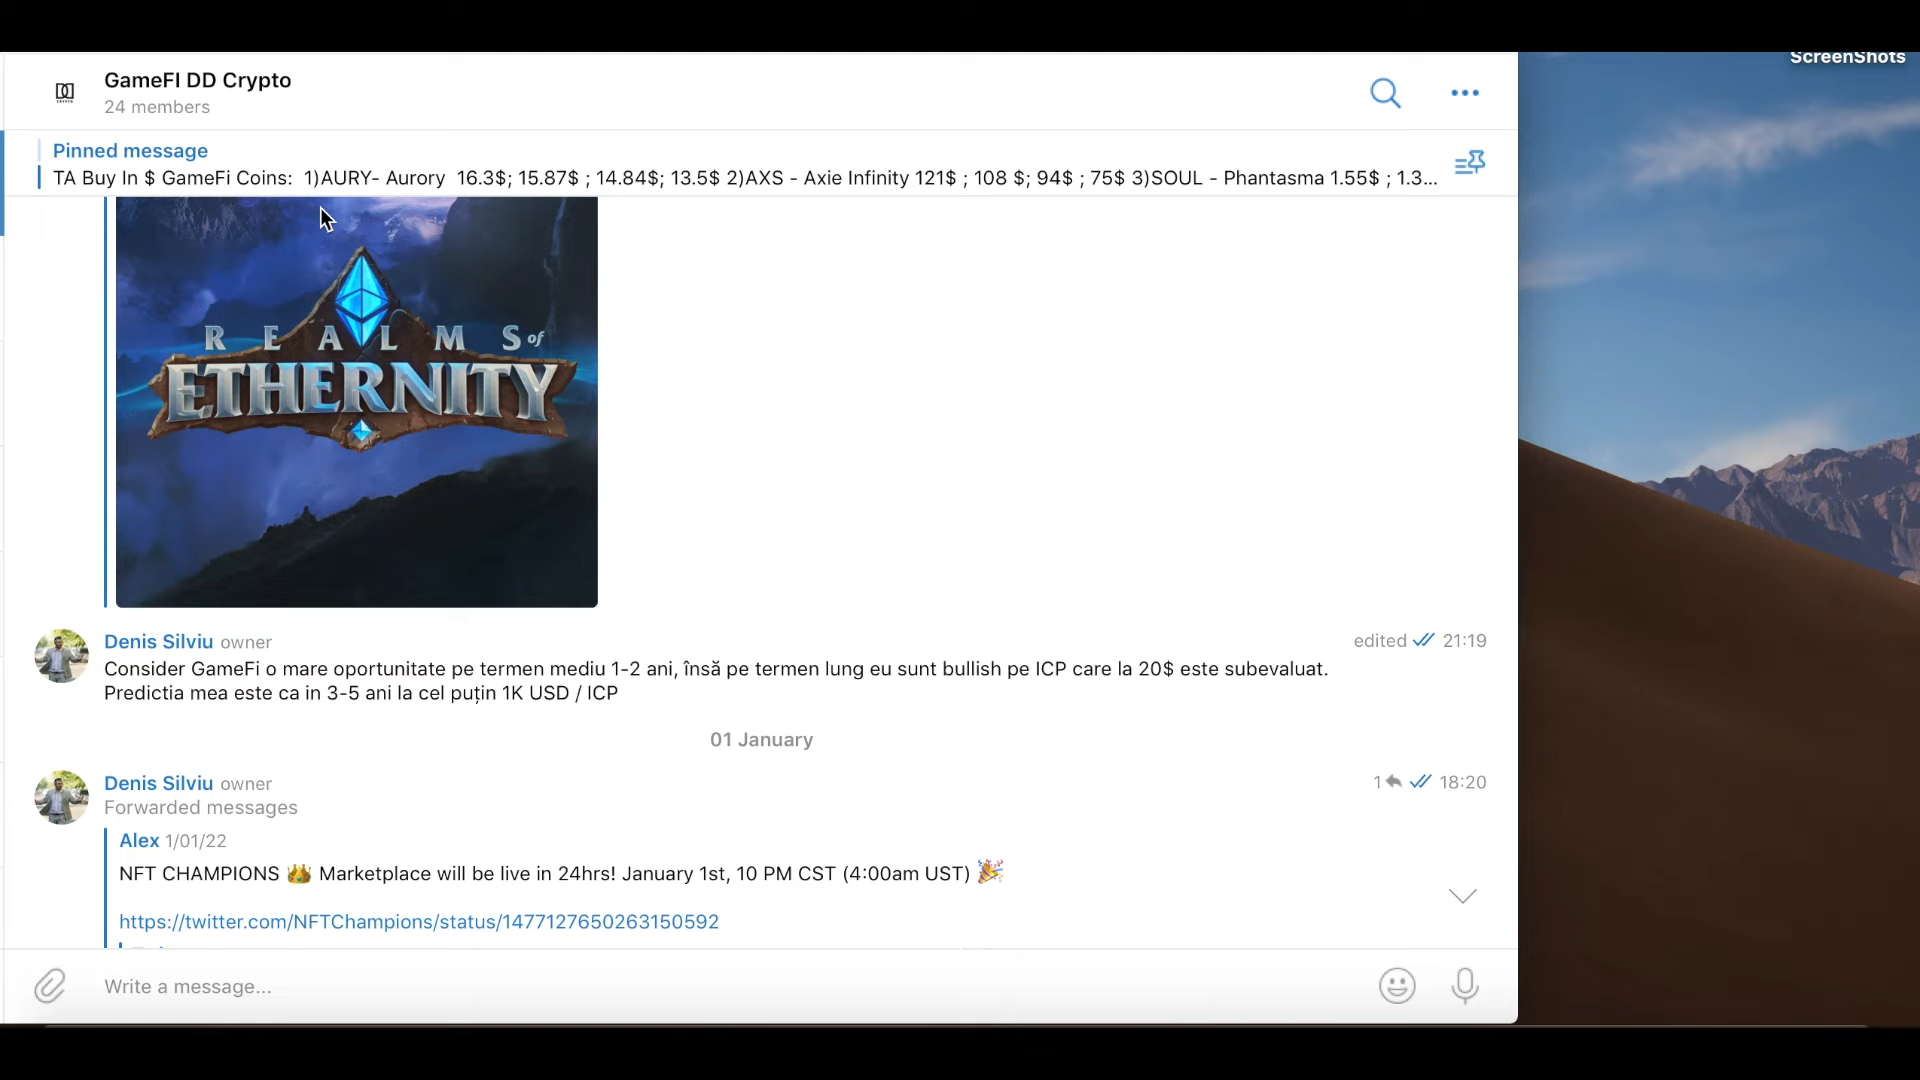 ScreenShots
GameFI DD Crypto
24 members
Pinned message
TA Buy In $ GameFi Coins: 1)AURY- Aurory 16.3$; 15.87$ ; 14.84$; 13.5$ 2)AXS - Axie Infinity 121$ ; 108 $; 94$ ; 75$ 3)SOUL - Phantasma 1.55$ ; 1.3...
REALMS of
ETHERNITY
Denis Silviu owner
edited 21:19
Consider GameFi o mare oportunitate pe termen mediu 1-2 ani, însă pe termen lung eu sunt bullish pe ICP care la 20$ este subevaluat.
Predictia mea este ca in 3-5 ani la cel puțin 1K USD / ICP
01 January
Denis Silviu owner
1 18:20
Forwarded messages
Alex 1/01/22
NFT CHAMPIONS 👑 Marketplace will be live in 24hrs! January 1st, 10 PM CST (4:00am UST) 🎉
https://twitter.com/NFTChampions/status/1477127650263150592
Write a message...